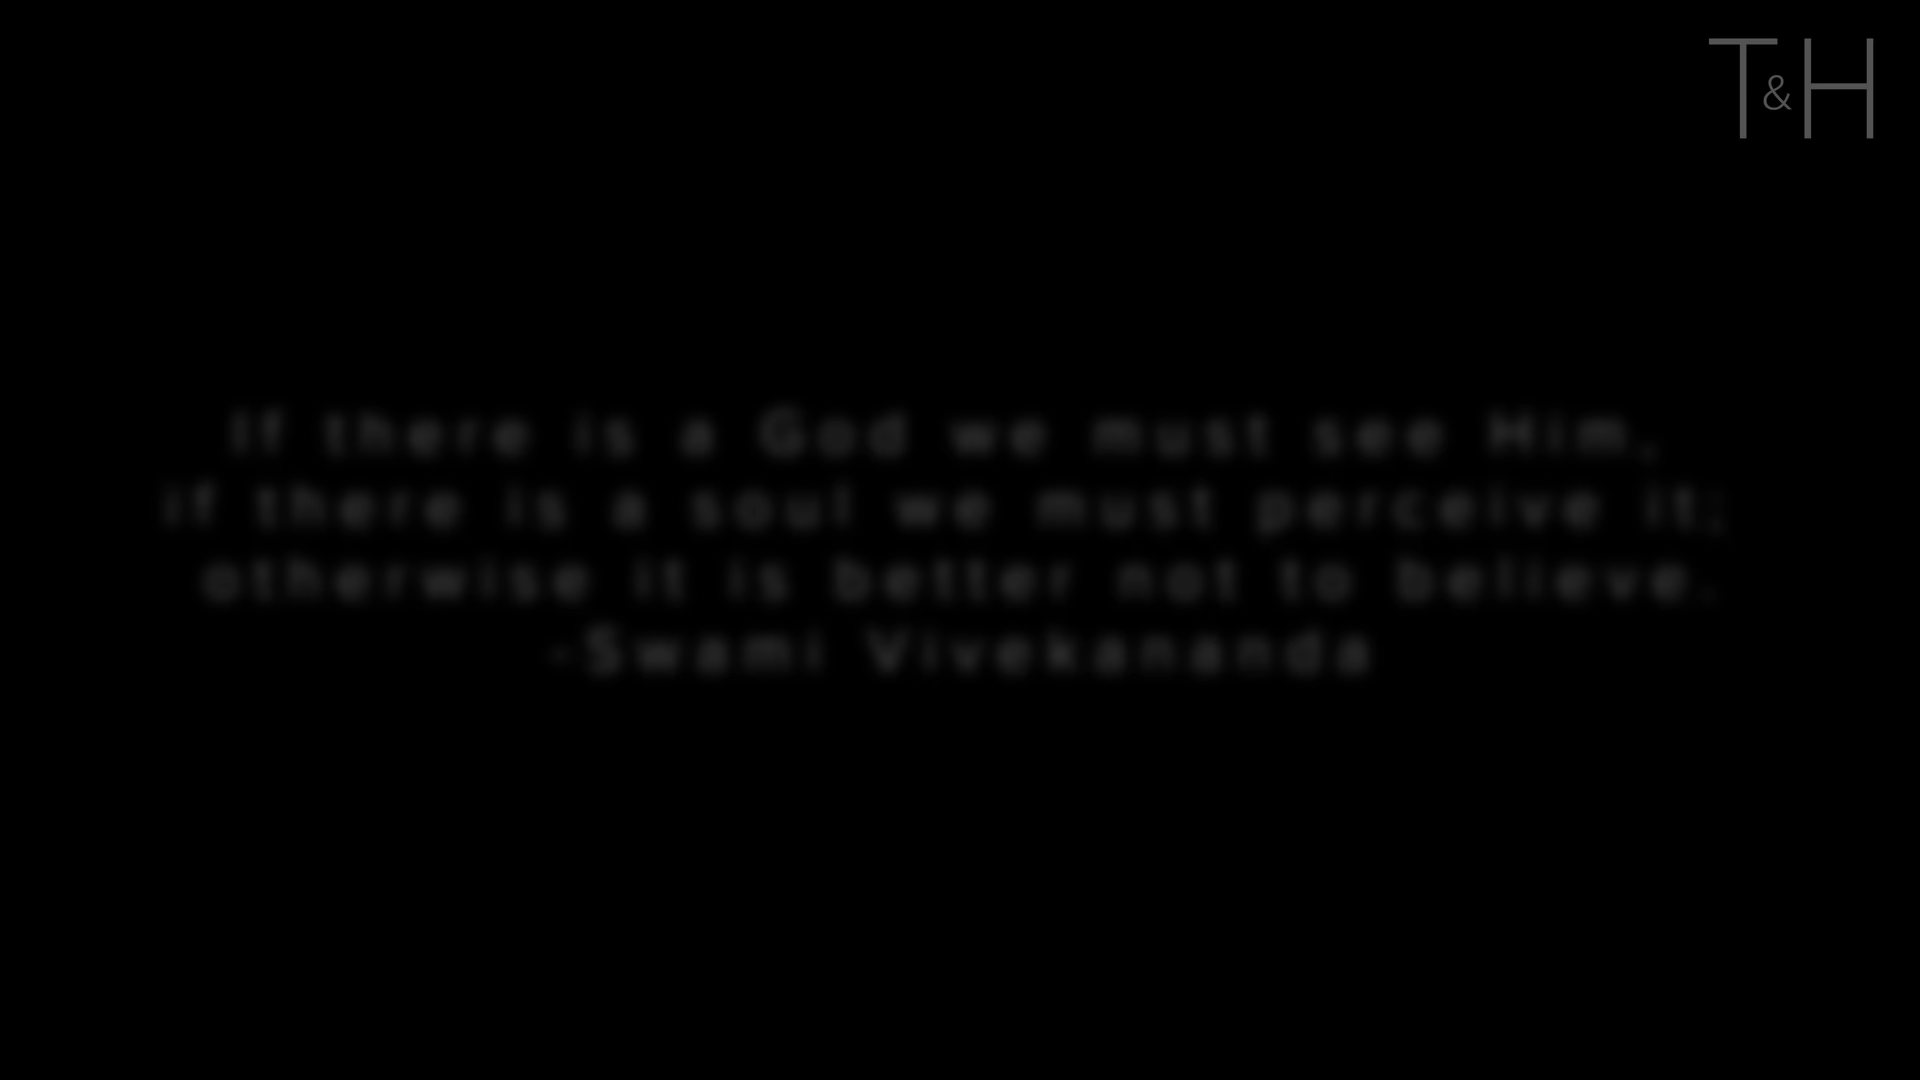 T&H
If there is a God we must see Him,
if there is a soul we must perceive it;
otherwise it is better not to believe.
-Swami Vivekananda